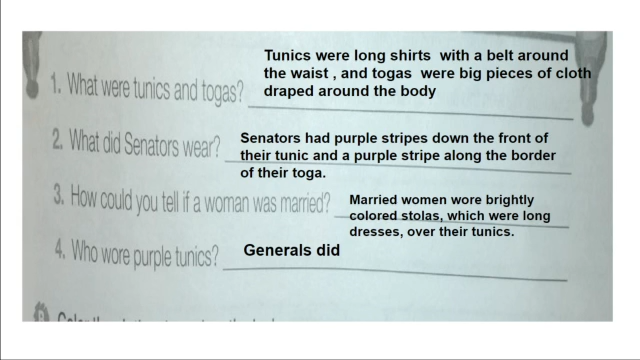 Tunics were long shirts  with a belt around
the waist , and togas  were big pieces of cloth
1. What were tunics and togas? draped around the body
2. What did Senators wear? Senators had purple stripes down the front of
their tunic and a purple stripe along the border
of their toga.
3. How could you tell if a woman was married? Married women wore brightly
colored stolas, which were long
dresses, over their tunics.
4. Who wore purple tunics? Generals did